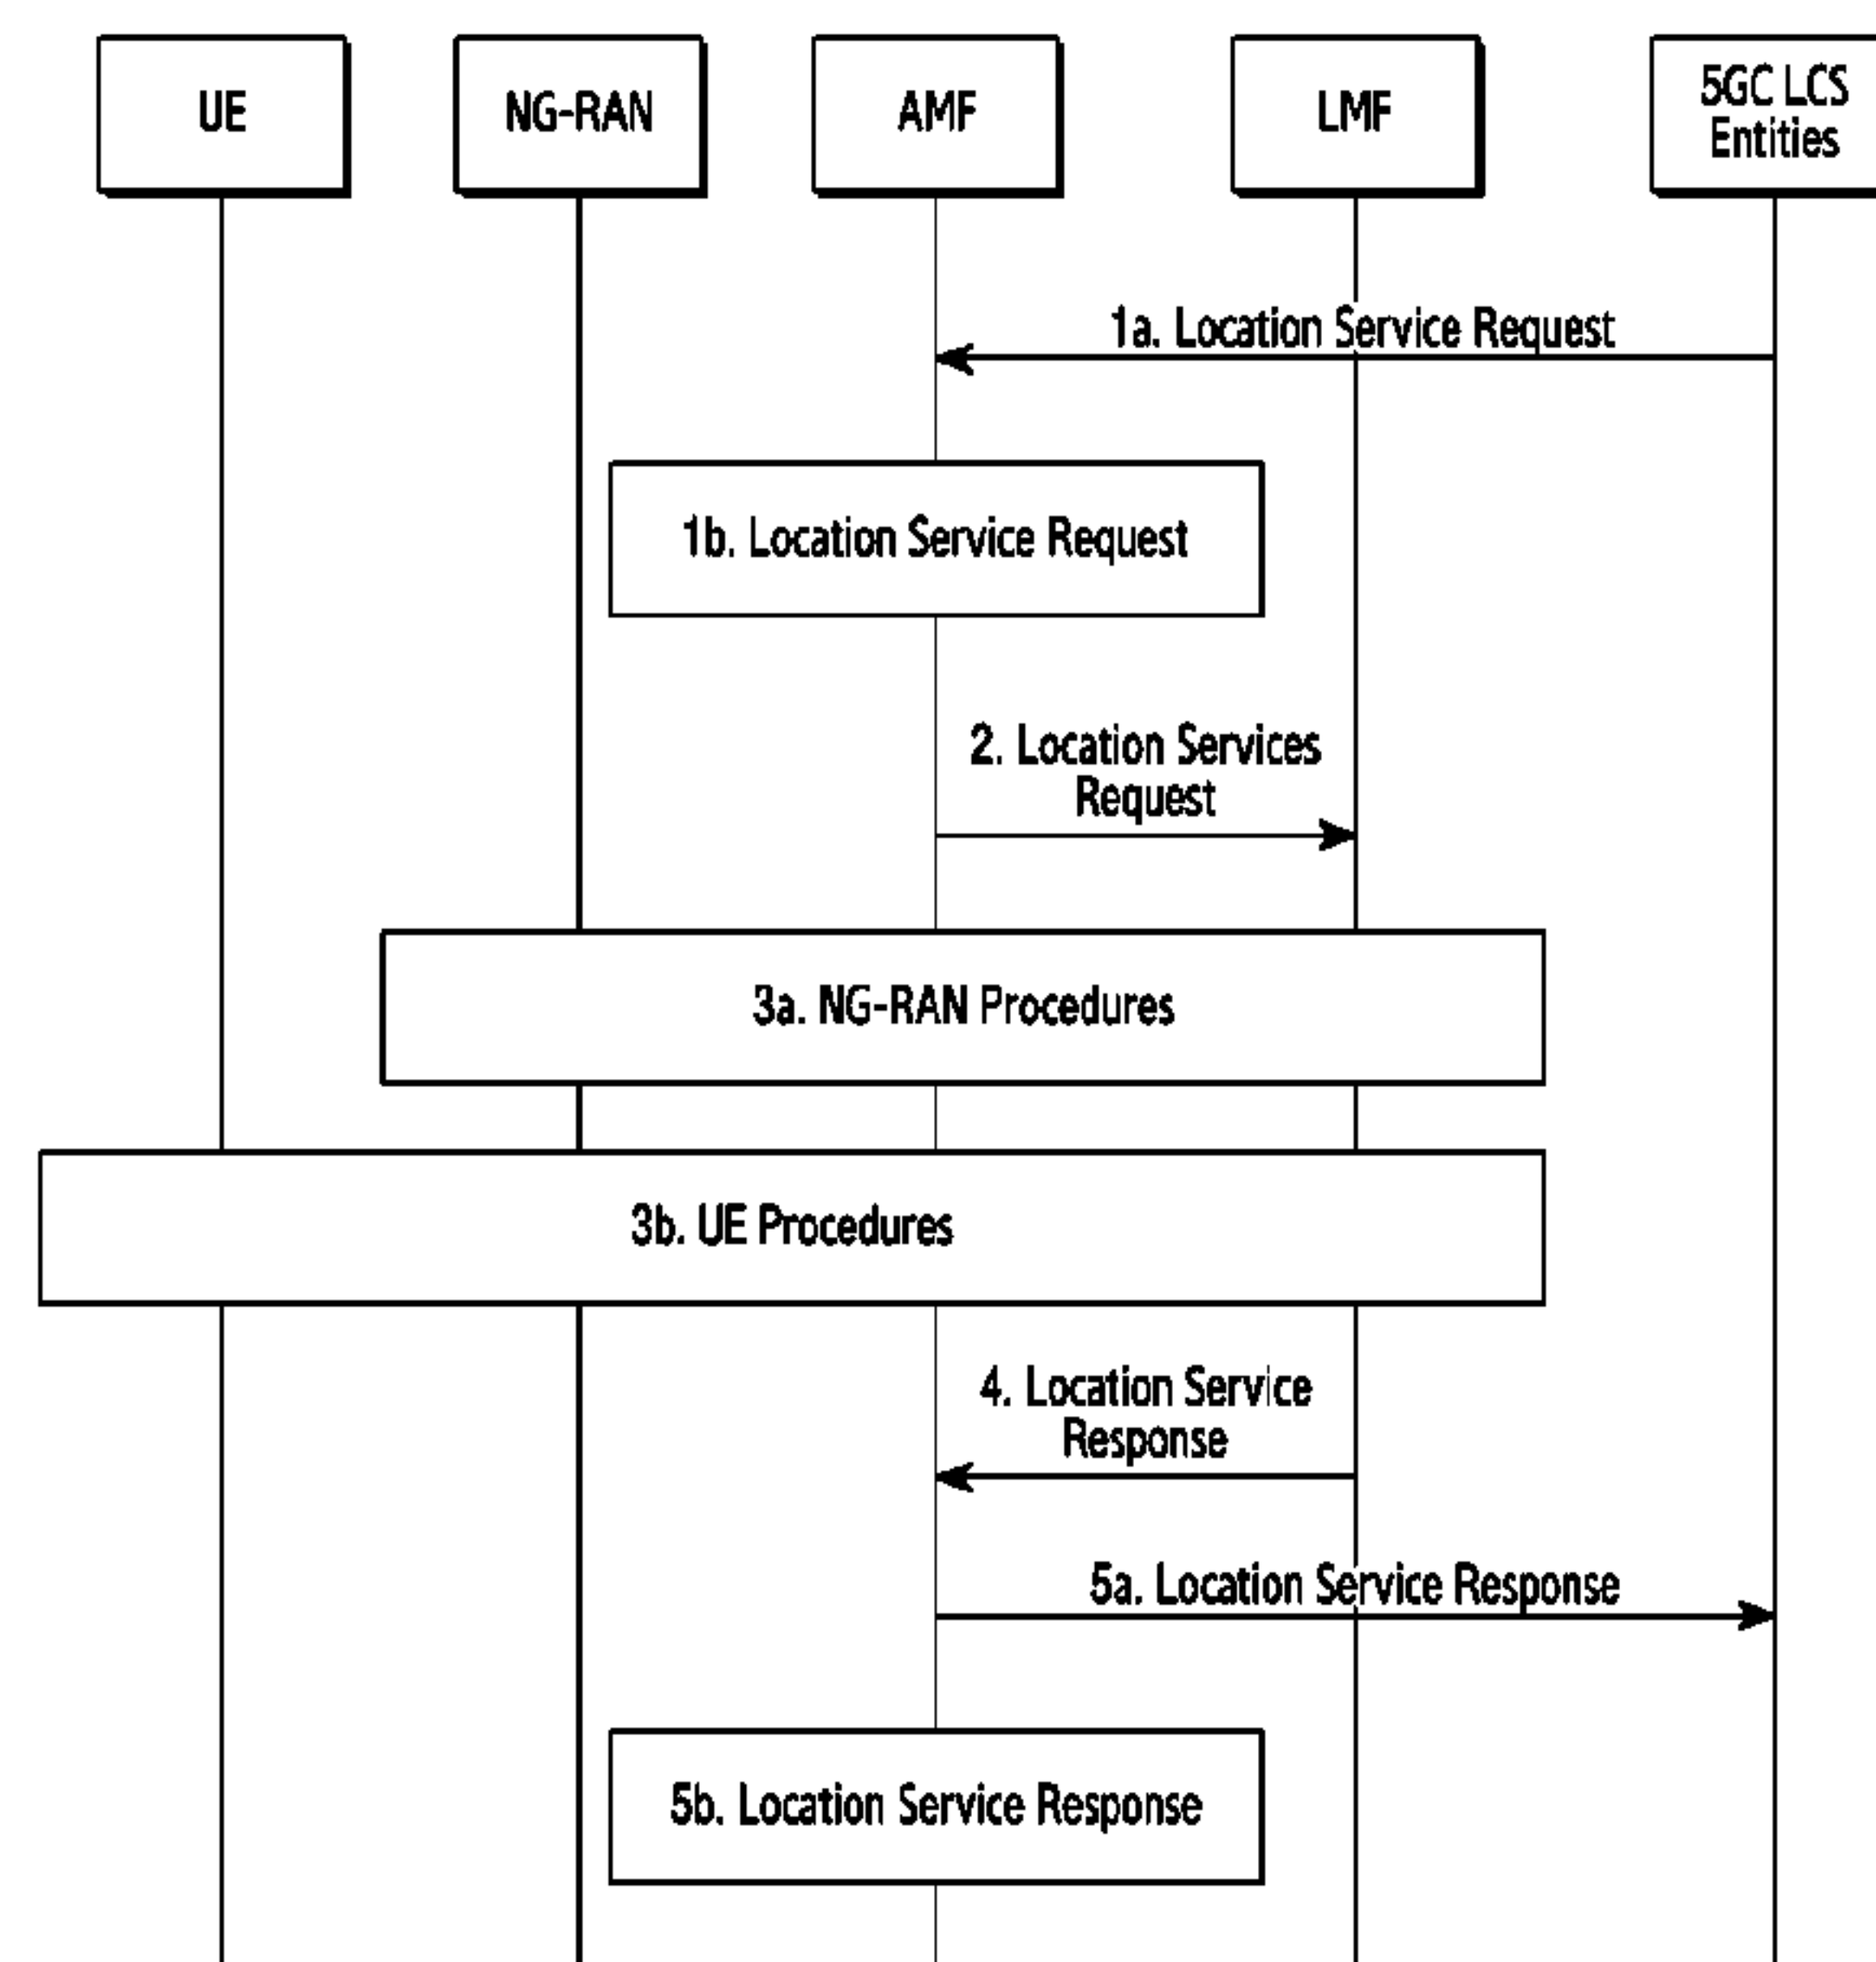 UE
NG-RAN
AMF
LMF
5GC LCS
Entities
1a. Location Service Request
1b. Location Service Request
2. Location Services
Request
3a. NG-RAN Procedures
3b. UE Procedures
4. Location Service
Response
5a. Location Service Response
5b. Location Service Response